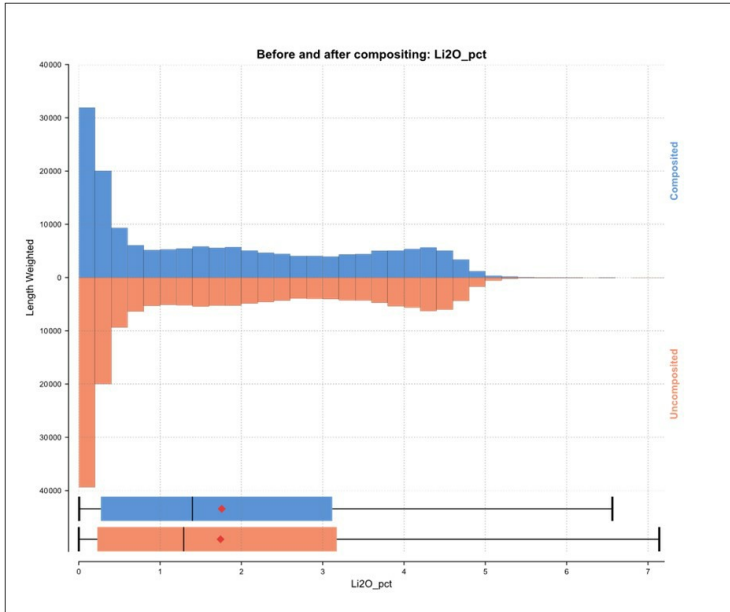 Before and after compositing: Li2O_pct
40000
30000
20000
10000
0
10000
20000
30000
40000
Length Weighted
Composited
Uncomposited
0 1 2 3 4 5 6 7
Li2O_pct